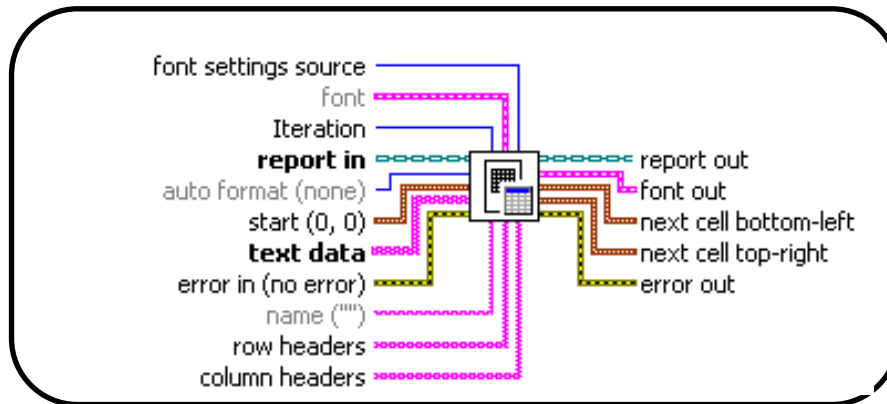 font settings source
font
Iteration
report in
auto format (none)
start (0, 0)
text data
error in (no error)
name ("")
row headers
column headers
report out
font out
next cell bottom-left
next cell top-right
error out